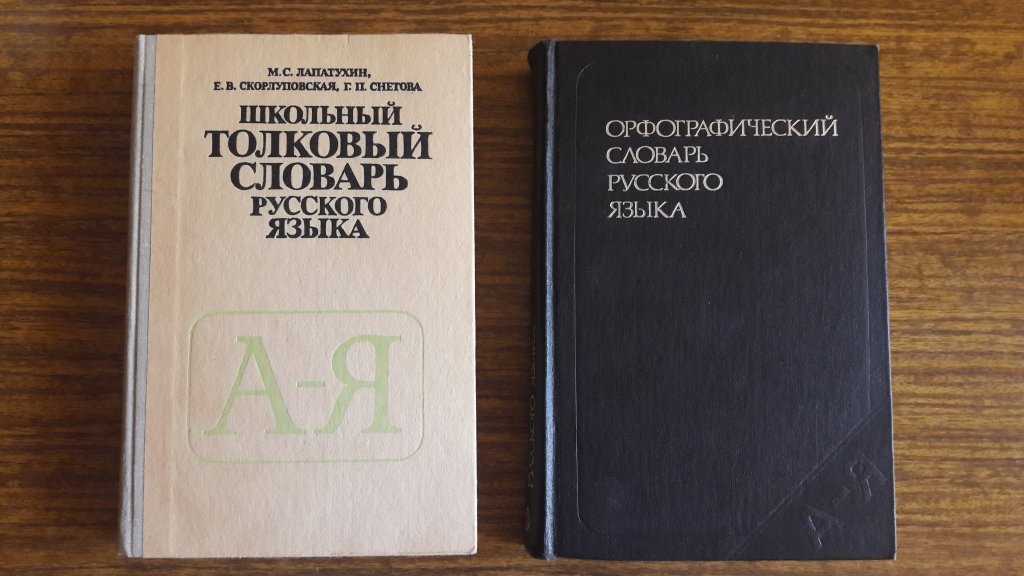 М. С. ЛАПАТУХИН,
Е. В. СКОРЛУПОВСКАЯ, Г. П. СНЕТОВА
ШКОЛЬНЫЙ
ТОЛКОВЫЙ
СЛОВАРЬ
РУССКОГО
ЯЗЫКА
А-Я
ОРФОГРАФИЧЕСКИЙ
СЛОВАРЬ
РУССКОГО
ЯЗЫКА
А-Я